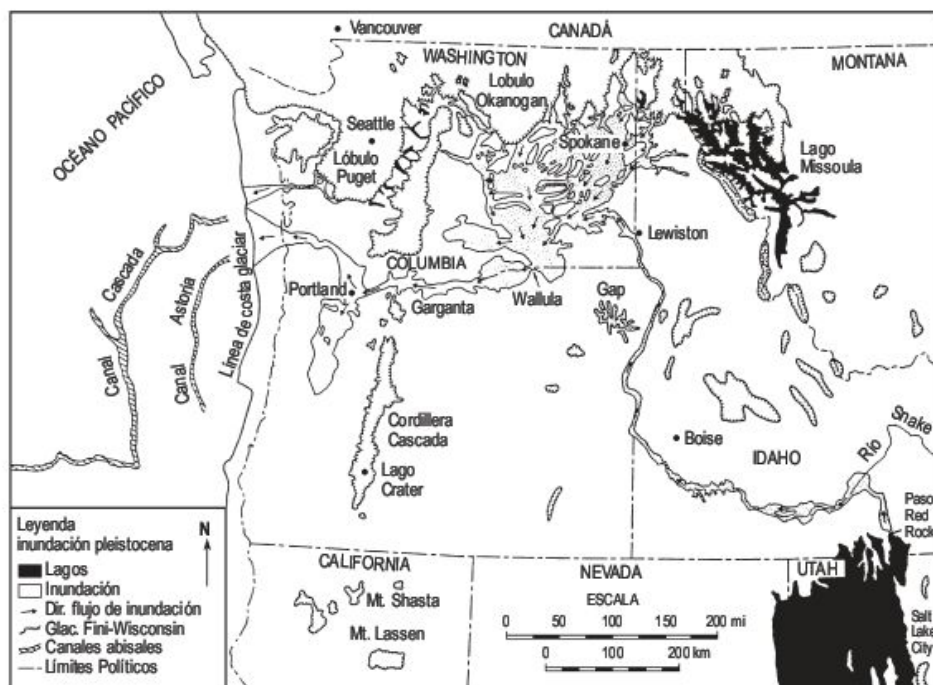 Vancouver
CANADÁ
WASHINGTON
MONTANA
OCÉANO PACÍFICO
Lobulo
Okanogan
Seattle
Spokane
Lóbulo
Puget
Lago
Missoula
Lewiston
COLUMBIA
Portland
Garganta
Wallula
Gap
Canal Cascada
Canal Astoria
Línea de costa glaciar
Cordillera
Cascada
Boise
IDAHO
Río Snake
Lago
Crater
Paso
Red
Rock
Leyenda
inundación pleistocena
N
Lagos
Inundación
Dir. flujo de inundación
Glac. Fini-Wisconsin
Canales abisales
Límites Políticos
CALIFORNIA
Mt. Shasta
Mt. Lassen
NEVADA
ESCALA
0 50 100 200 mi
0 50 100 200 km
UTAH
Salt
Lake
City